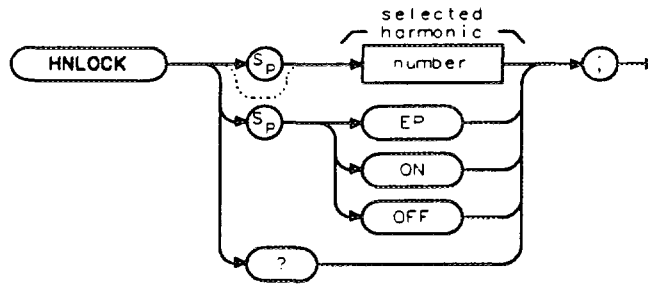 selected
harmonic
HNLOCK
SP
number
;
SP
EP
ON
OFF
?